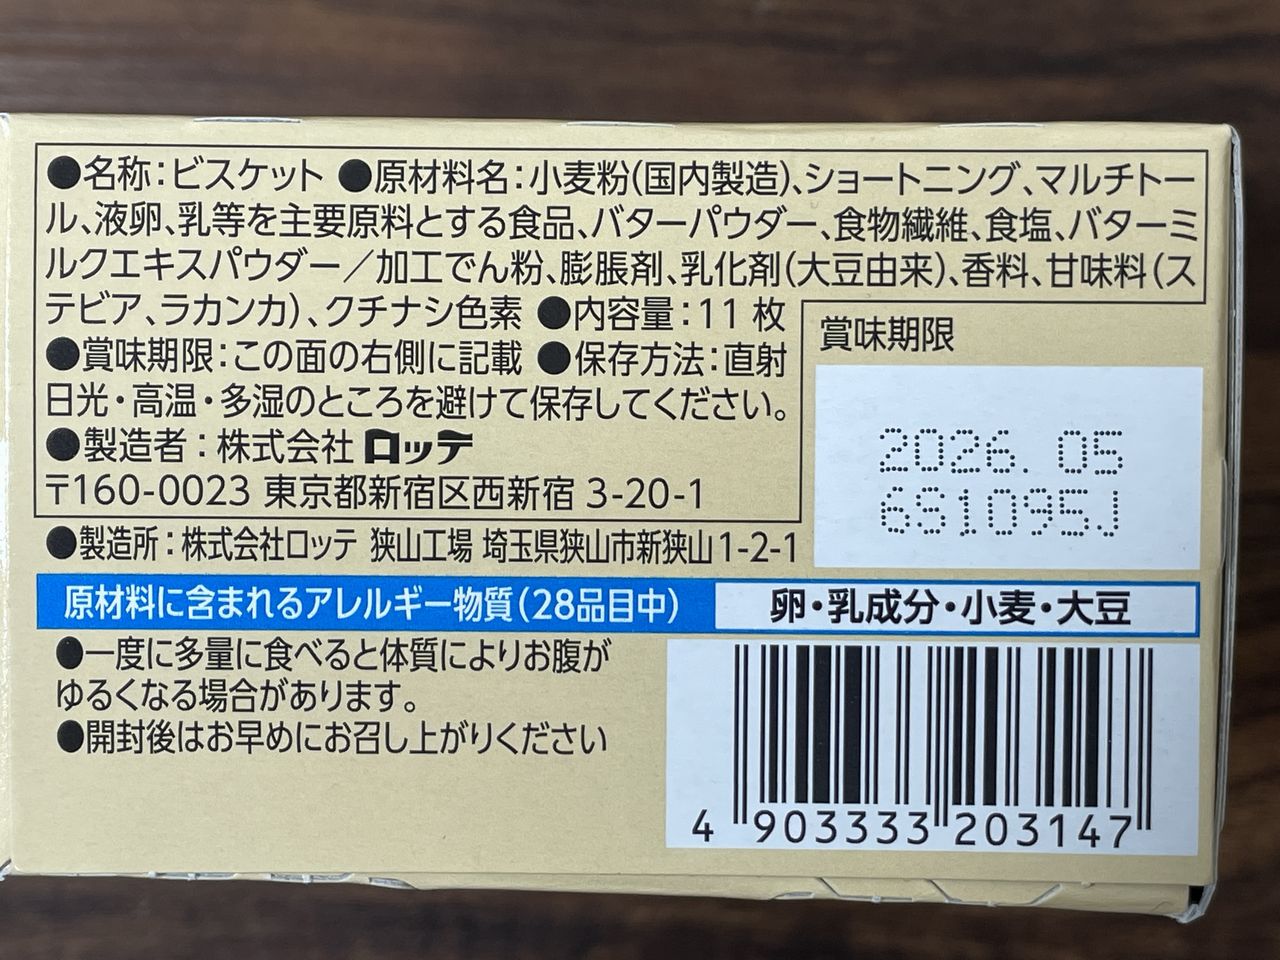 ●名称：ビスケット ●原材料名：小麦粉(国内製造)、ショートニング、マルチトー
ル、液卵、乳等を主要原料とする食品、バターパウダー、食物繊維、食塩、バターミ
ルクエキスパウダー／加工でん粉、膨脹剤、乳化剤(大豆由来)、香料、甘味料(ス
テビア、ラカンカ)、クチナシ色素 ●内容量：11 枚
●賞味期限：この面の右側に記載 ●保存方法：直射
日光・高温・多湿のところを避けて保存してください。
●製造者：株式会社 ロッテ
〒160-0023 東京都新宿区西新宿 3-20-1
賞味期限
2026. 05
6S1095J
●製造所：株式会社ロッテ 狭山工場 埼玉県狭山市新狭山1-2-1
原材料に含まれるアレルギー物質(28品目中) 卵・乳成分・小麦・大豆
●一度に多量に食べると体質によりお腹が
ゆるくなる場合があります。
●開封後はお早めにお召し上がりください
4 903333 203147